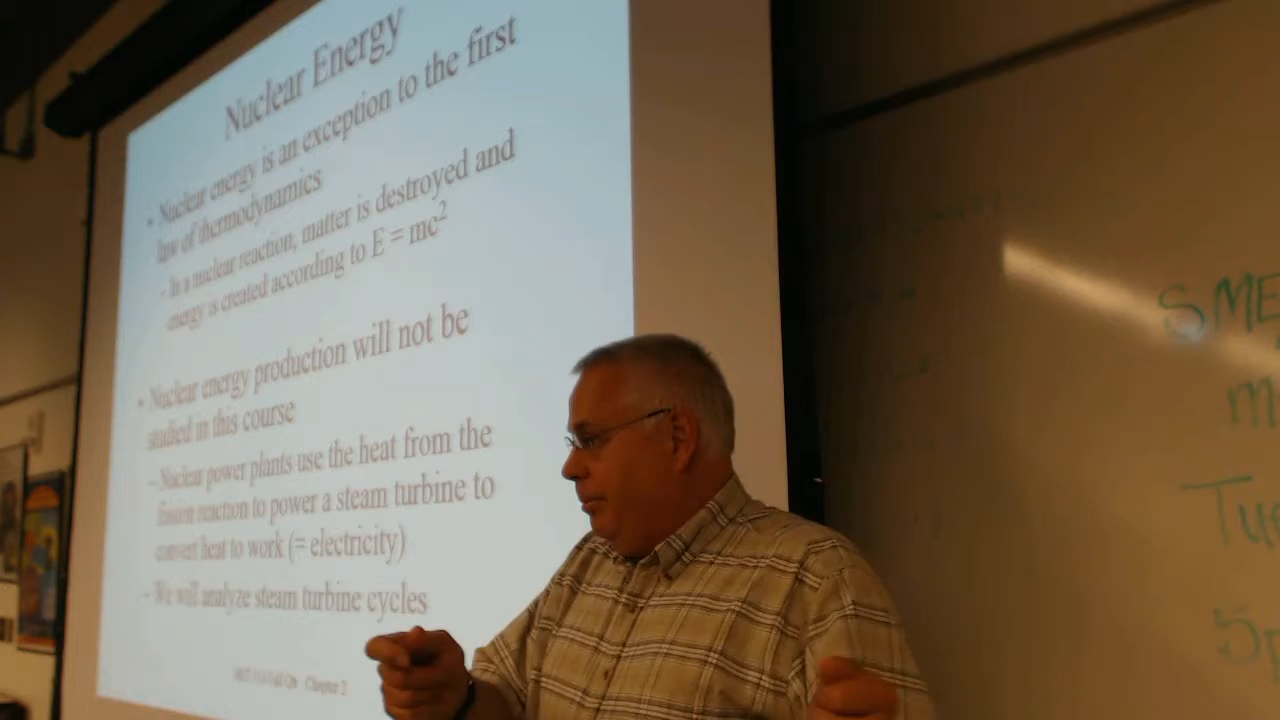 Nuclear Energy
• Nuclear energy is an exception to the first
law of thermodynamics
- In a nuclear reaction, matter is destroyed and
energy is created according to E = mc²
• Nuclear energy production will not be
studied in this course
– Nuclear power plants use the heat from the
fission reaction to power a steam turbine to
convert heat to work (= electricity)
– We will analyze steam turbine cycles
Chapter 2
SME
m
Tue
5p